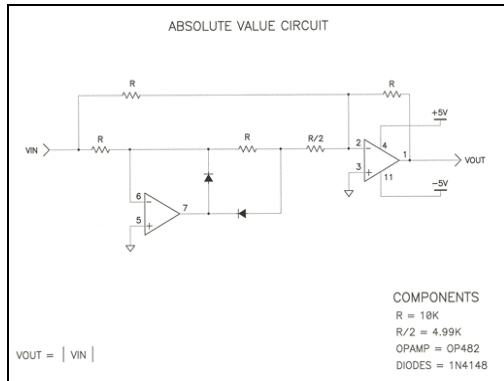 ABSOLUTE VALUE CIRCUIT
R
R
+5V
VIN
R
R
R/2
2
−
4
1
VOUT
3
+
11
−5V
6
−
7
5
+
COMPONENTS
R = 10K
R/2 = 4.99K
OPAMP = OP482
DIODES = 1N4148
VOUT = | VIN |